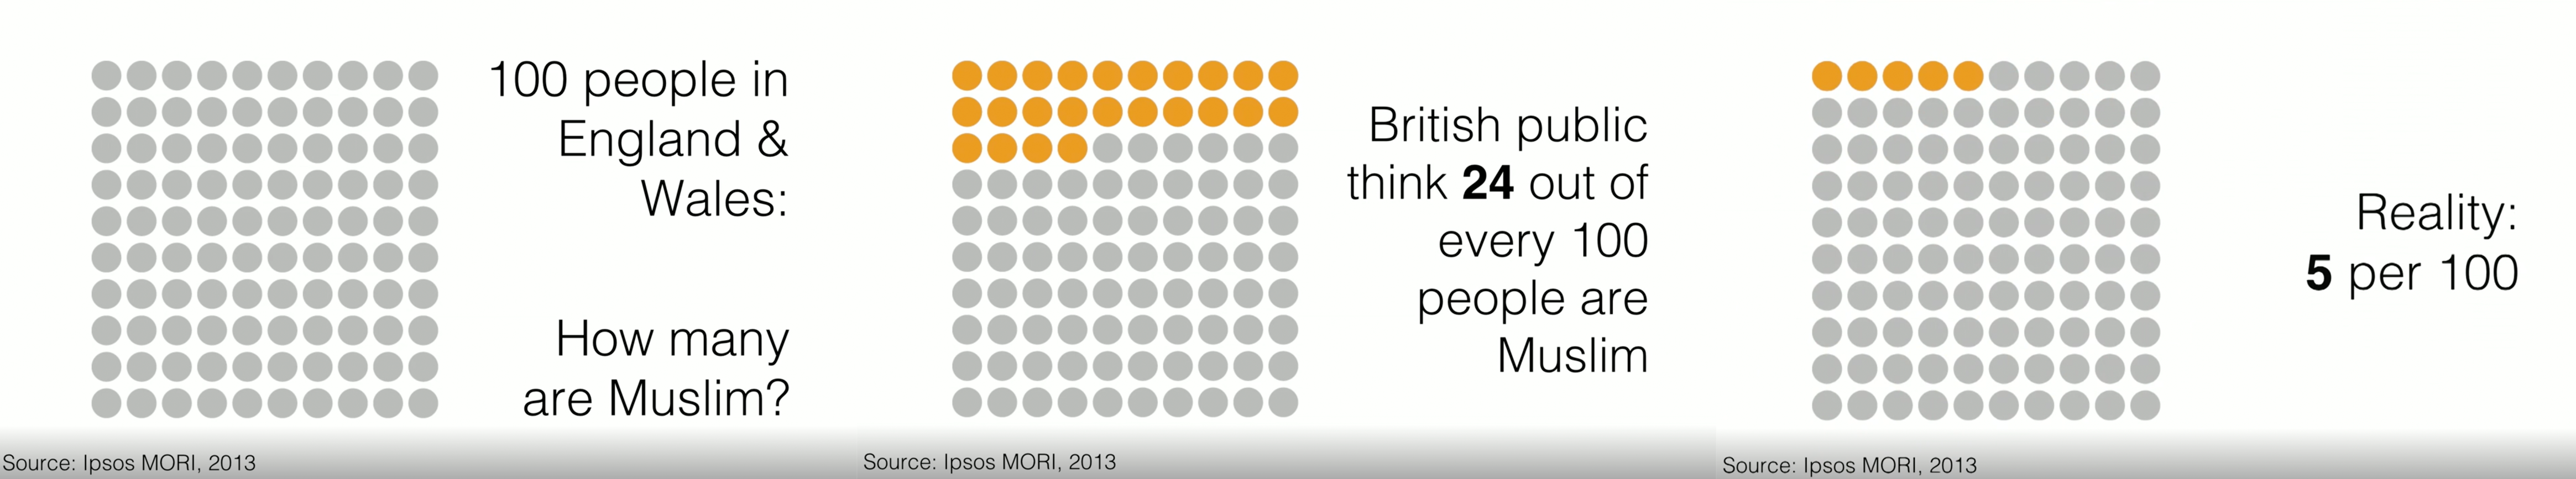 100 people in
England &
Wales:
How many
are Muslim?
Source: Ipsos MORI, 2013
British public
think 24 out of
every 100
people are
Muslim
Source: Ipsos MORI, 2013
Reality:
5 per 100
Source: Ipsos MORI, 2013